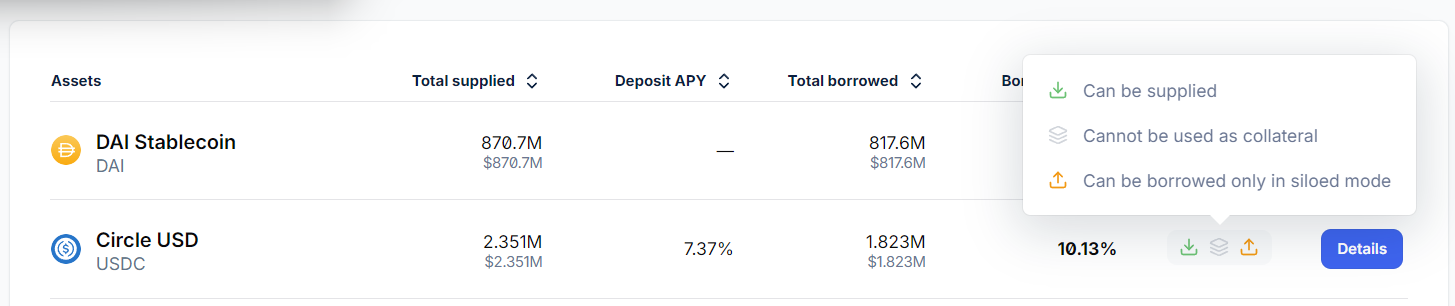 Assets Total supplied Deposit APY Total borrowed
Can be supplied
Cannot be used as collateral
Can be borrowed only in siloed mode
DAI Stablecoin 870.7M — 817.6M
DAI $870.7M $817.6M
Circle USD 2.351M 7.37% 1.823M 10.13% Details
USDC $2.351M $1.823M